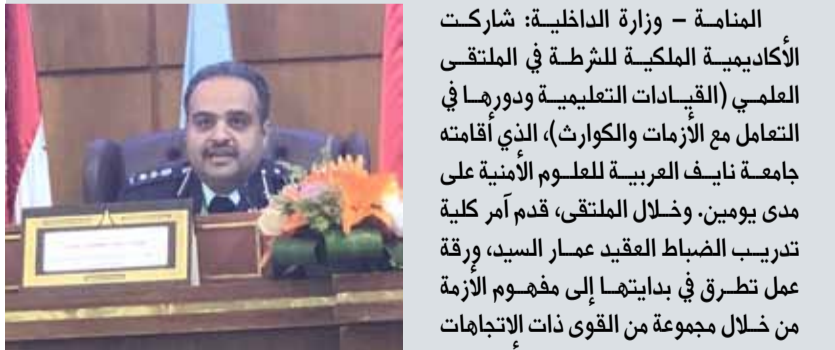 المنامة – وزارة الداخلية: شاركت
الأكاديمية الملكية للشرطة في الملتقى
العلمي (القيادات التعليمية ودورها في
التعامل مع الأزمات والكوارث)، الذي أقامته
جامعة نايف العربية للعلوم الأمنية على
مدى يومين. وخلال الملتقى، قدم آمر كلية
تدريب الضباط العقيد عمار السيد، ورقة
عمل تطرق في بدايتها إلى مفهوم الأزمة
من خلال مجموعة من القوى ذات الاتجاهات